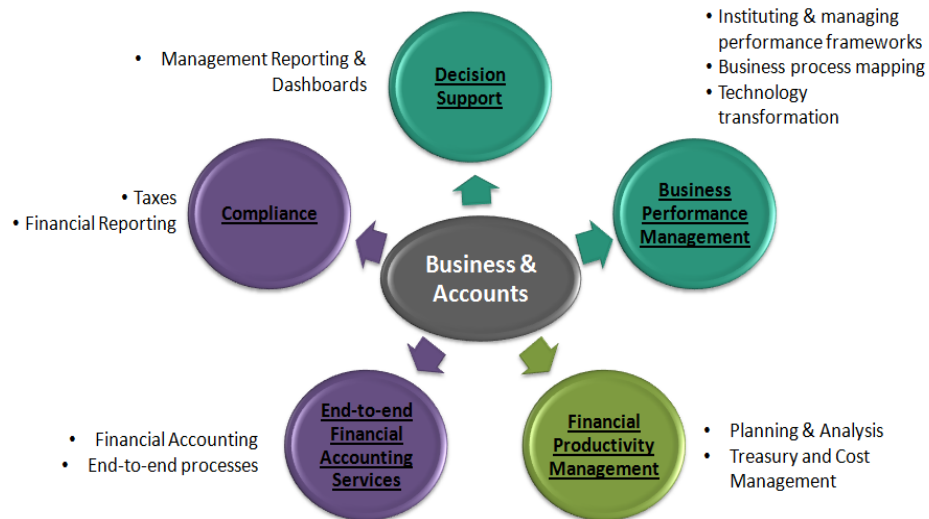 • Management Reporting &
Dashboards
Decision
Support
• Instituting & managing
performance frameworks
• Business process mapping
• Technology
transformation
• Taxes
• Financial Reporting
Compliance
Business
Performance
Management
Business &
Accounts
• Financial Accounting
• End-to-end processes
End-to-end
Financial
Accounting
Services
Financial
Productivity
Management
• Planning & Analysis
• Treasury and Cost
Management